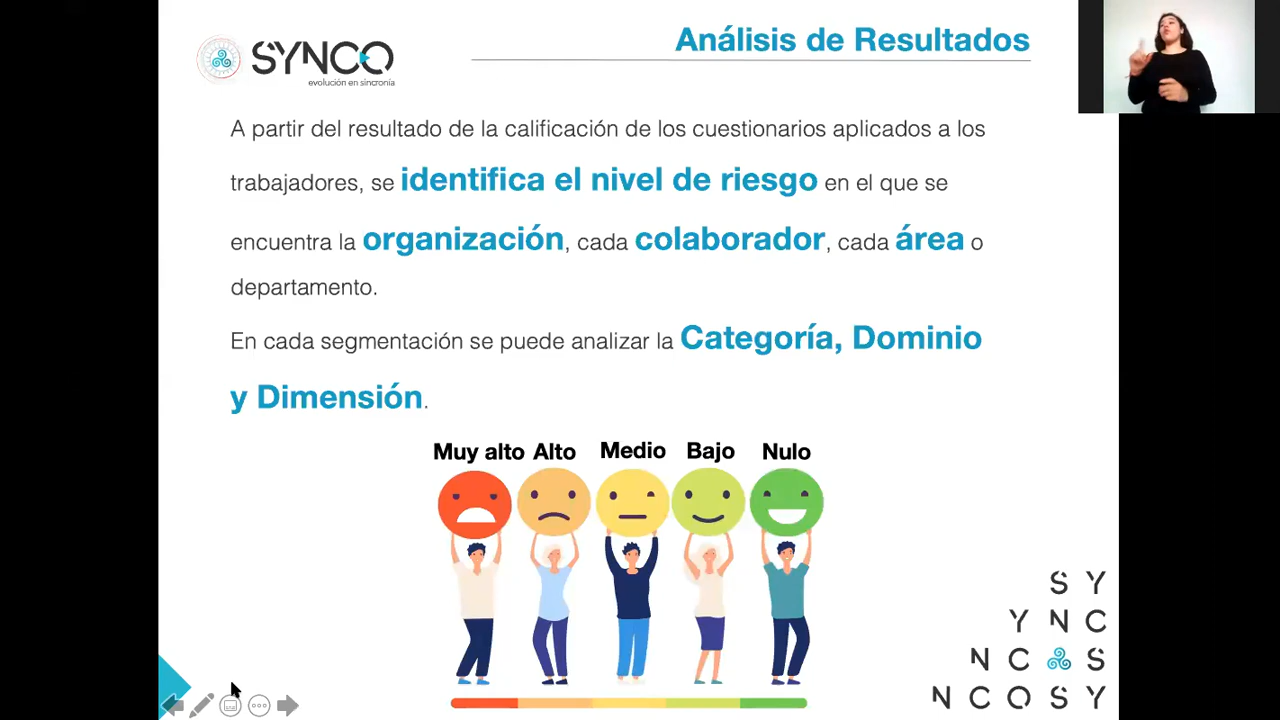 SYNCO
evolución en sincronía
Análisis de Resultados
A partir del resultado de la calificación de los cuestionarios aplicados a los
trabajadores, se identifica el nivel de riesgo en el que se
encuentra la organización, cada colaborador, cada área o
departamento.
En cada segmentación se puede analizar la Categoría, Dominio
y Dimensión.
Muy alto Alto Medio Bajo Nulo
S Y
Y N C
N C S
N C O S Y